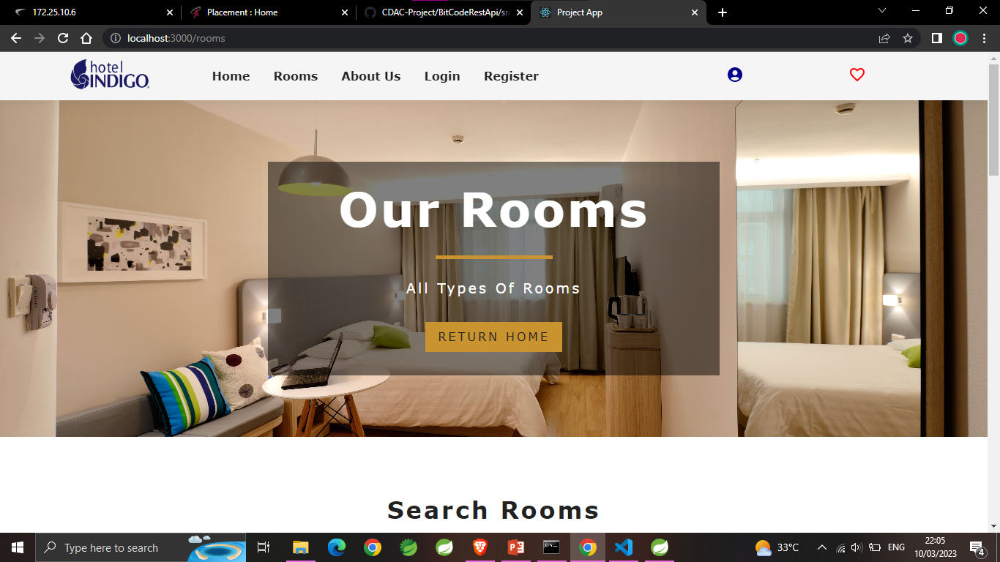 172.25.10.6
Placement : Home
CDAC-Project/BitCodeRestApi/src
Project App
localhost:3000/rooms
hotel
INDIGO
Home
Rooms
About Us
Login
Register
Our Rooms
All Types Of Rooms
RETURN HOME
Search Rooms
Type here to search
33°C
ENG
22:05
10/03/2023
4